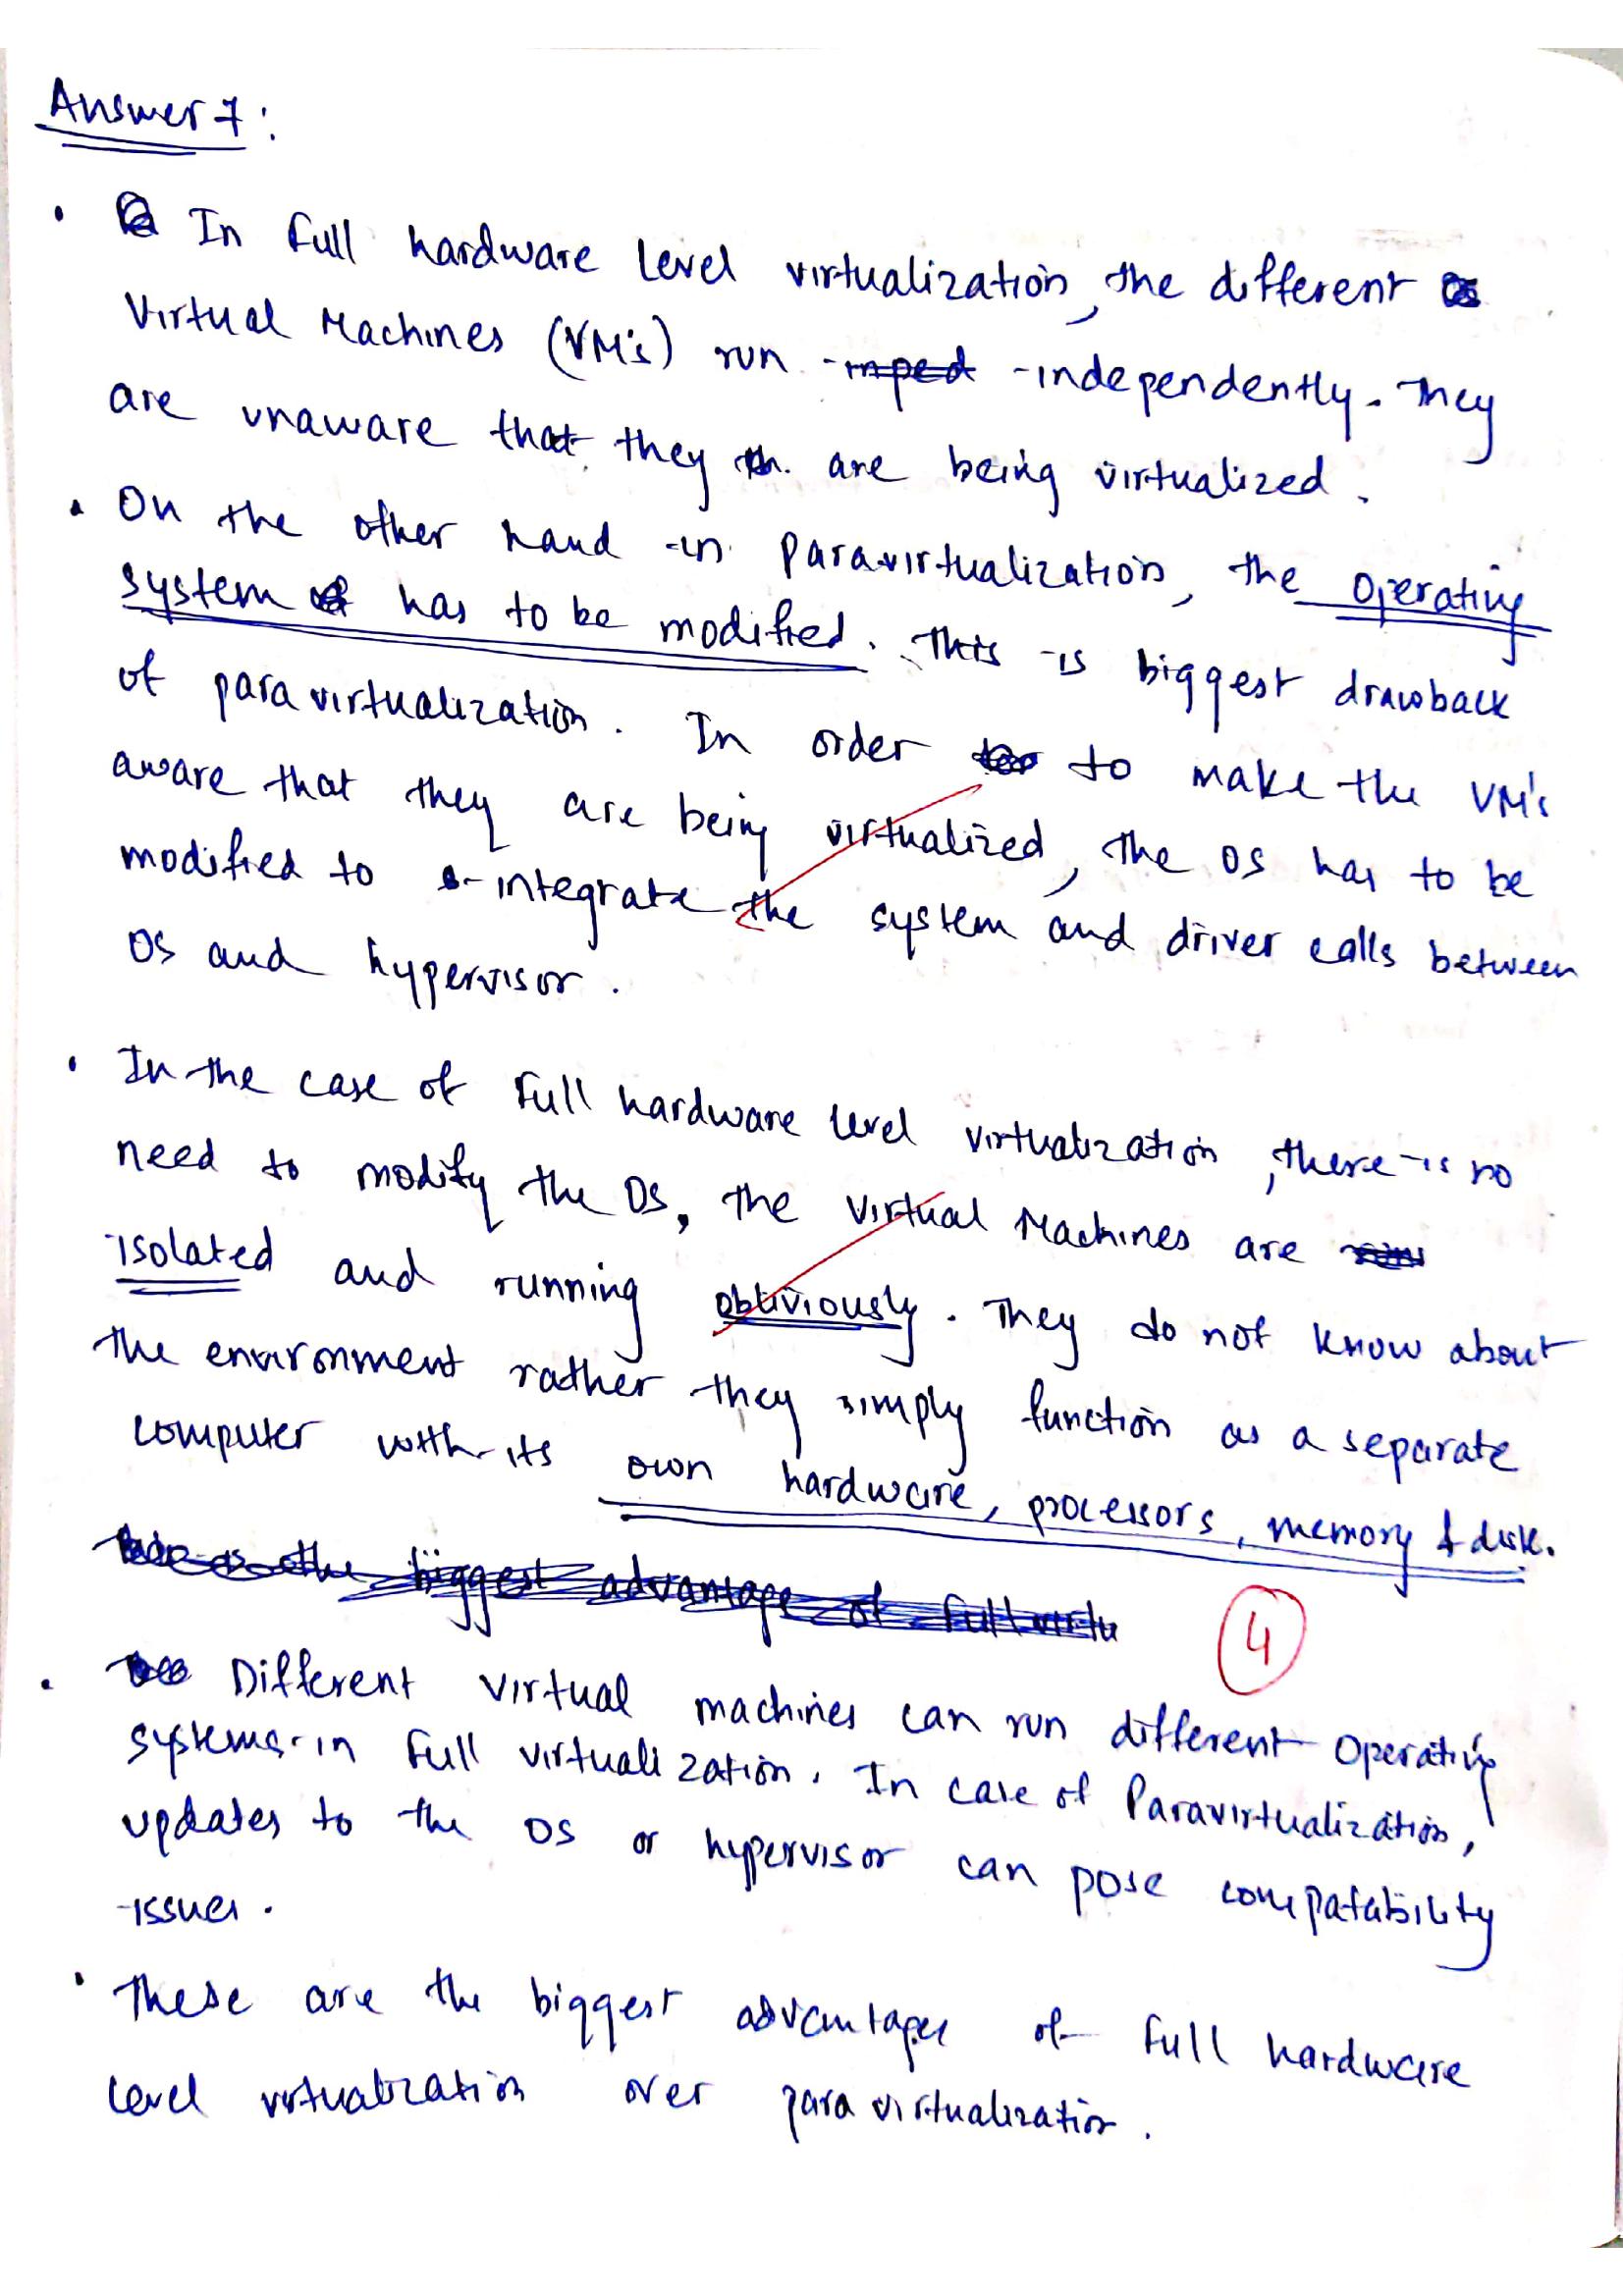 Answer 7:
• In full hardware level virtualization, the different
Virtual Machines (VM's) run imped independently. They
are unaware that they are being virtualized.
• On the other hand in paravirtualization, the operating
system has to be modified. This is biggest drawback
of paravirtualization. In order to make the VM's
aware that they are being virtualized, the OS has to be
modified to integrate the system and driver calls between
OS and hypervisor.
• In the case of full hardware level virtualization, there is no
need to modify the OS, the Virtual Machines are
isolated and running obliviously. They do not know about
the environment rather they simply function as a separate
computer with its own hardware, processors, memory & disk.
the biggest advantage of full virtu
4
• Different virtual machines can run different Operating
systems in full virtualization. In case of Paravirtualization,
updates to the OS or hypervisor can pose compatability
issues.
• These are the biggest advantages of full hardware
level virtualization over paravirtualization.